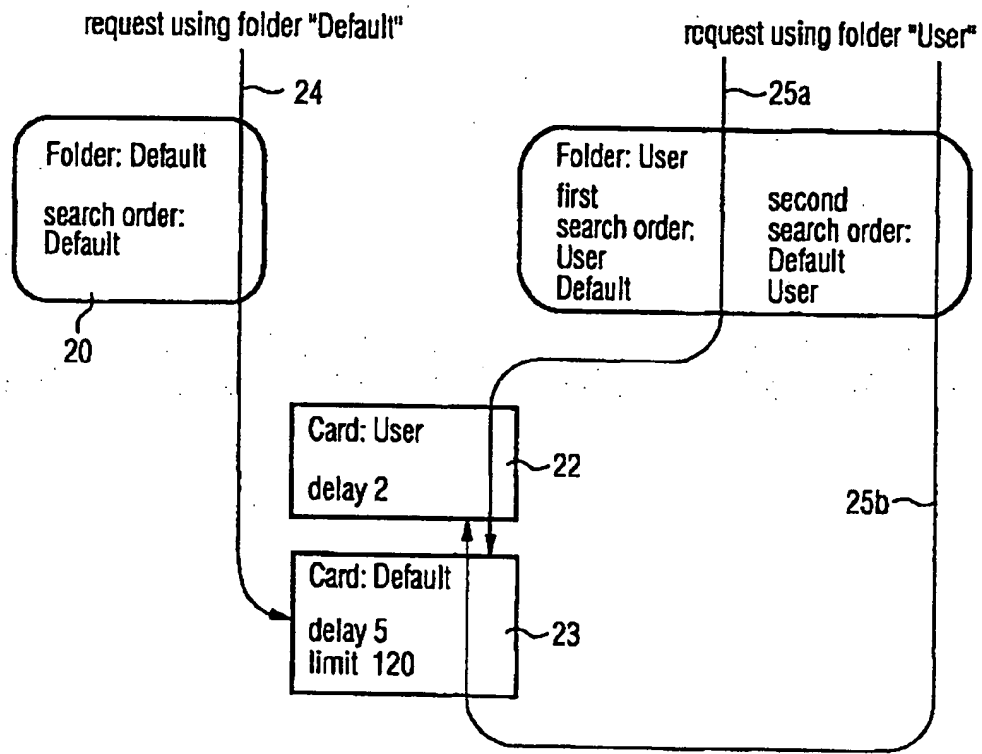 request using folder "Default"
request using folder "User"
24
25a
Folder: Default
search order:
Default
20
Folder: User
first
search order:
User
Default
second
search order:
Default
User
Card: User
delay 2
22
25b
Card: Default
delay 5
limit 120
23